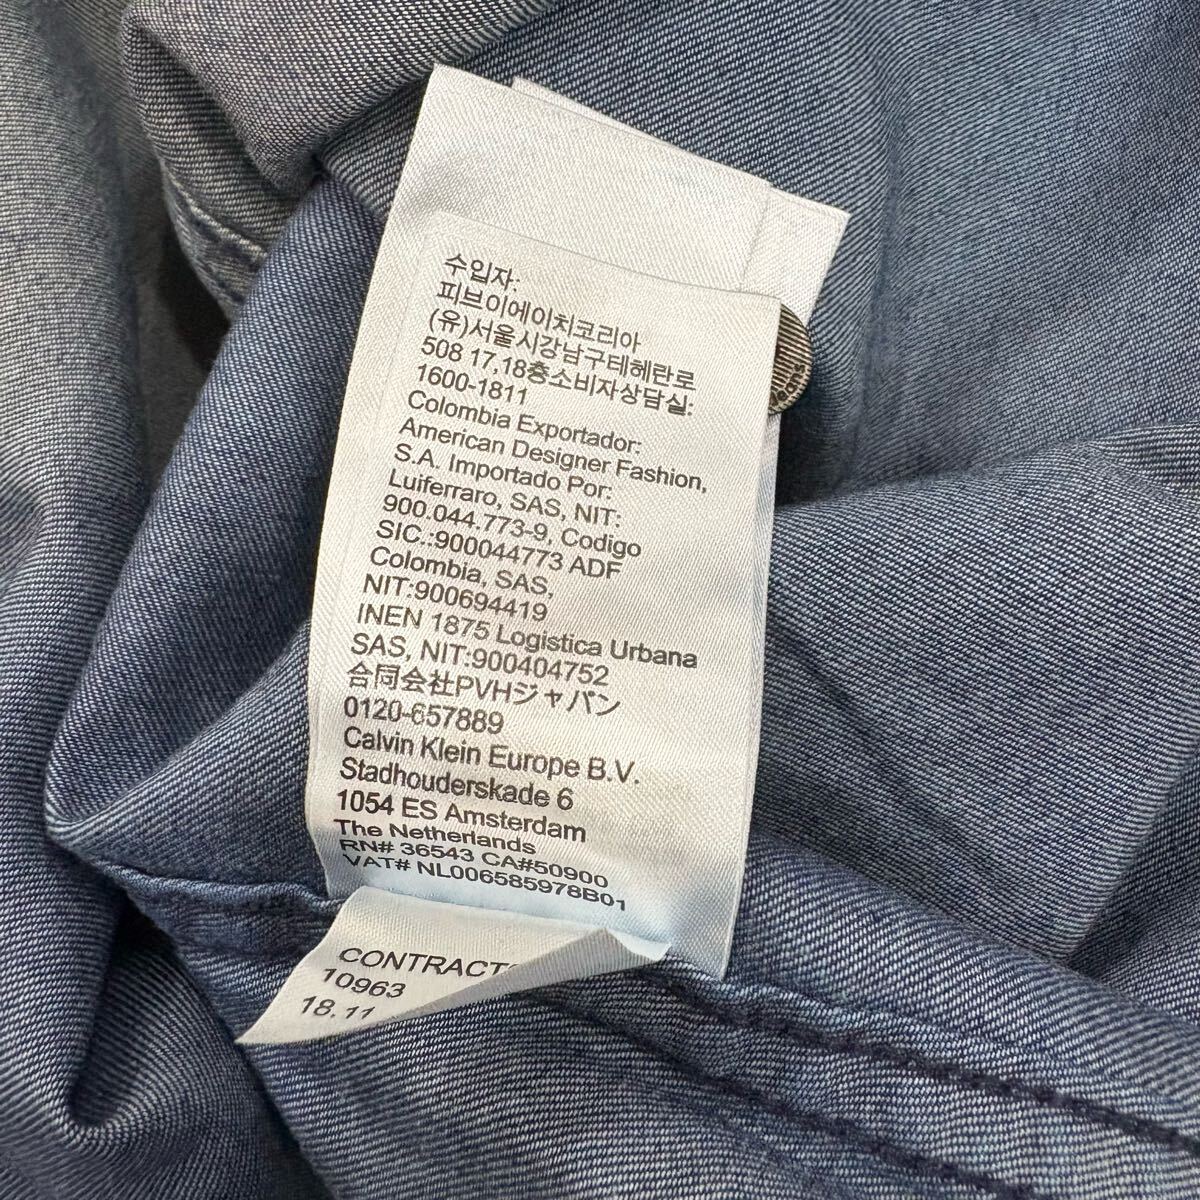 수입자:
피브이에이치코리아
(유)서울시강남구테헤란로
508 17,18층소비자상담실:
1600-1811
Colombia Exportador:
American Designer Fashion,
S.A. Importado Por:
Luiferraro, SAS, NIT:
900.044.773-9, Codigo
SIC.:900044773 ADF
Colombia, SAS,
NIT:900694419
INEN 1875 Logistica Urbana
SAS, NIT:900404752
合同会社PVHジャパン
0120-657889
Calvin Klein Europe B.V.
Stadhouderskade 6
1054 ES Amsterdam
The Netherlands
RN# 36543 CA#50900
VAT# NL006585978B01
10963
18.11